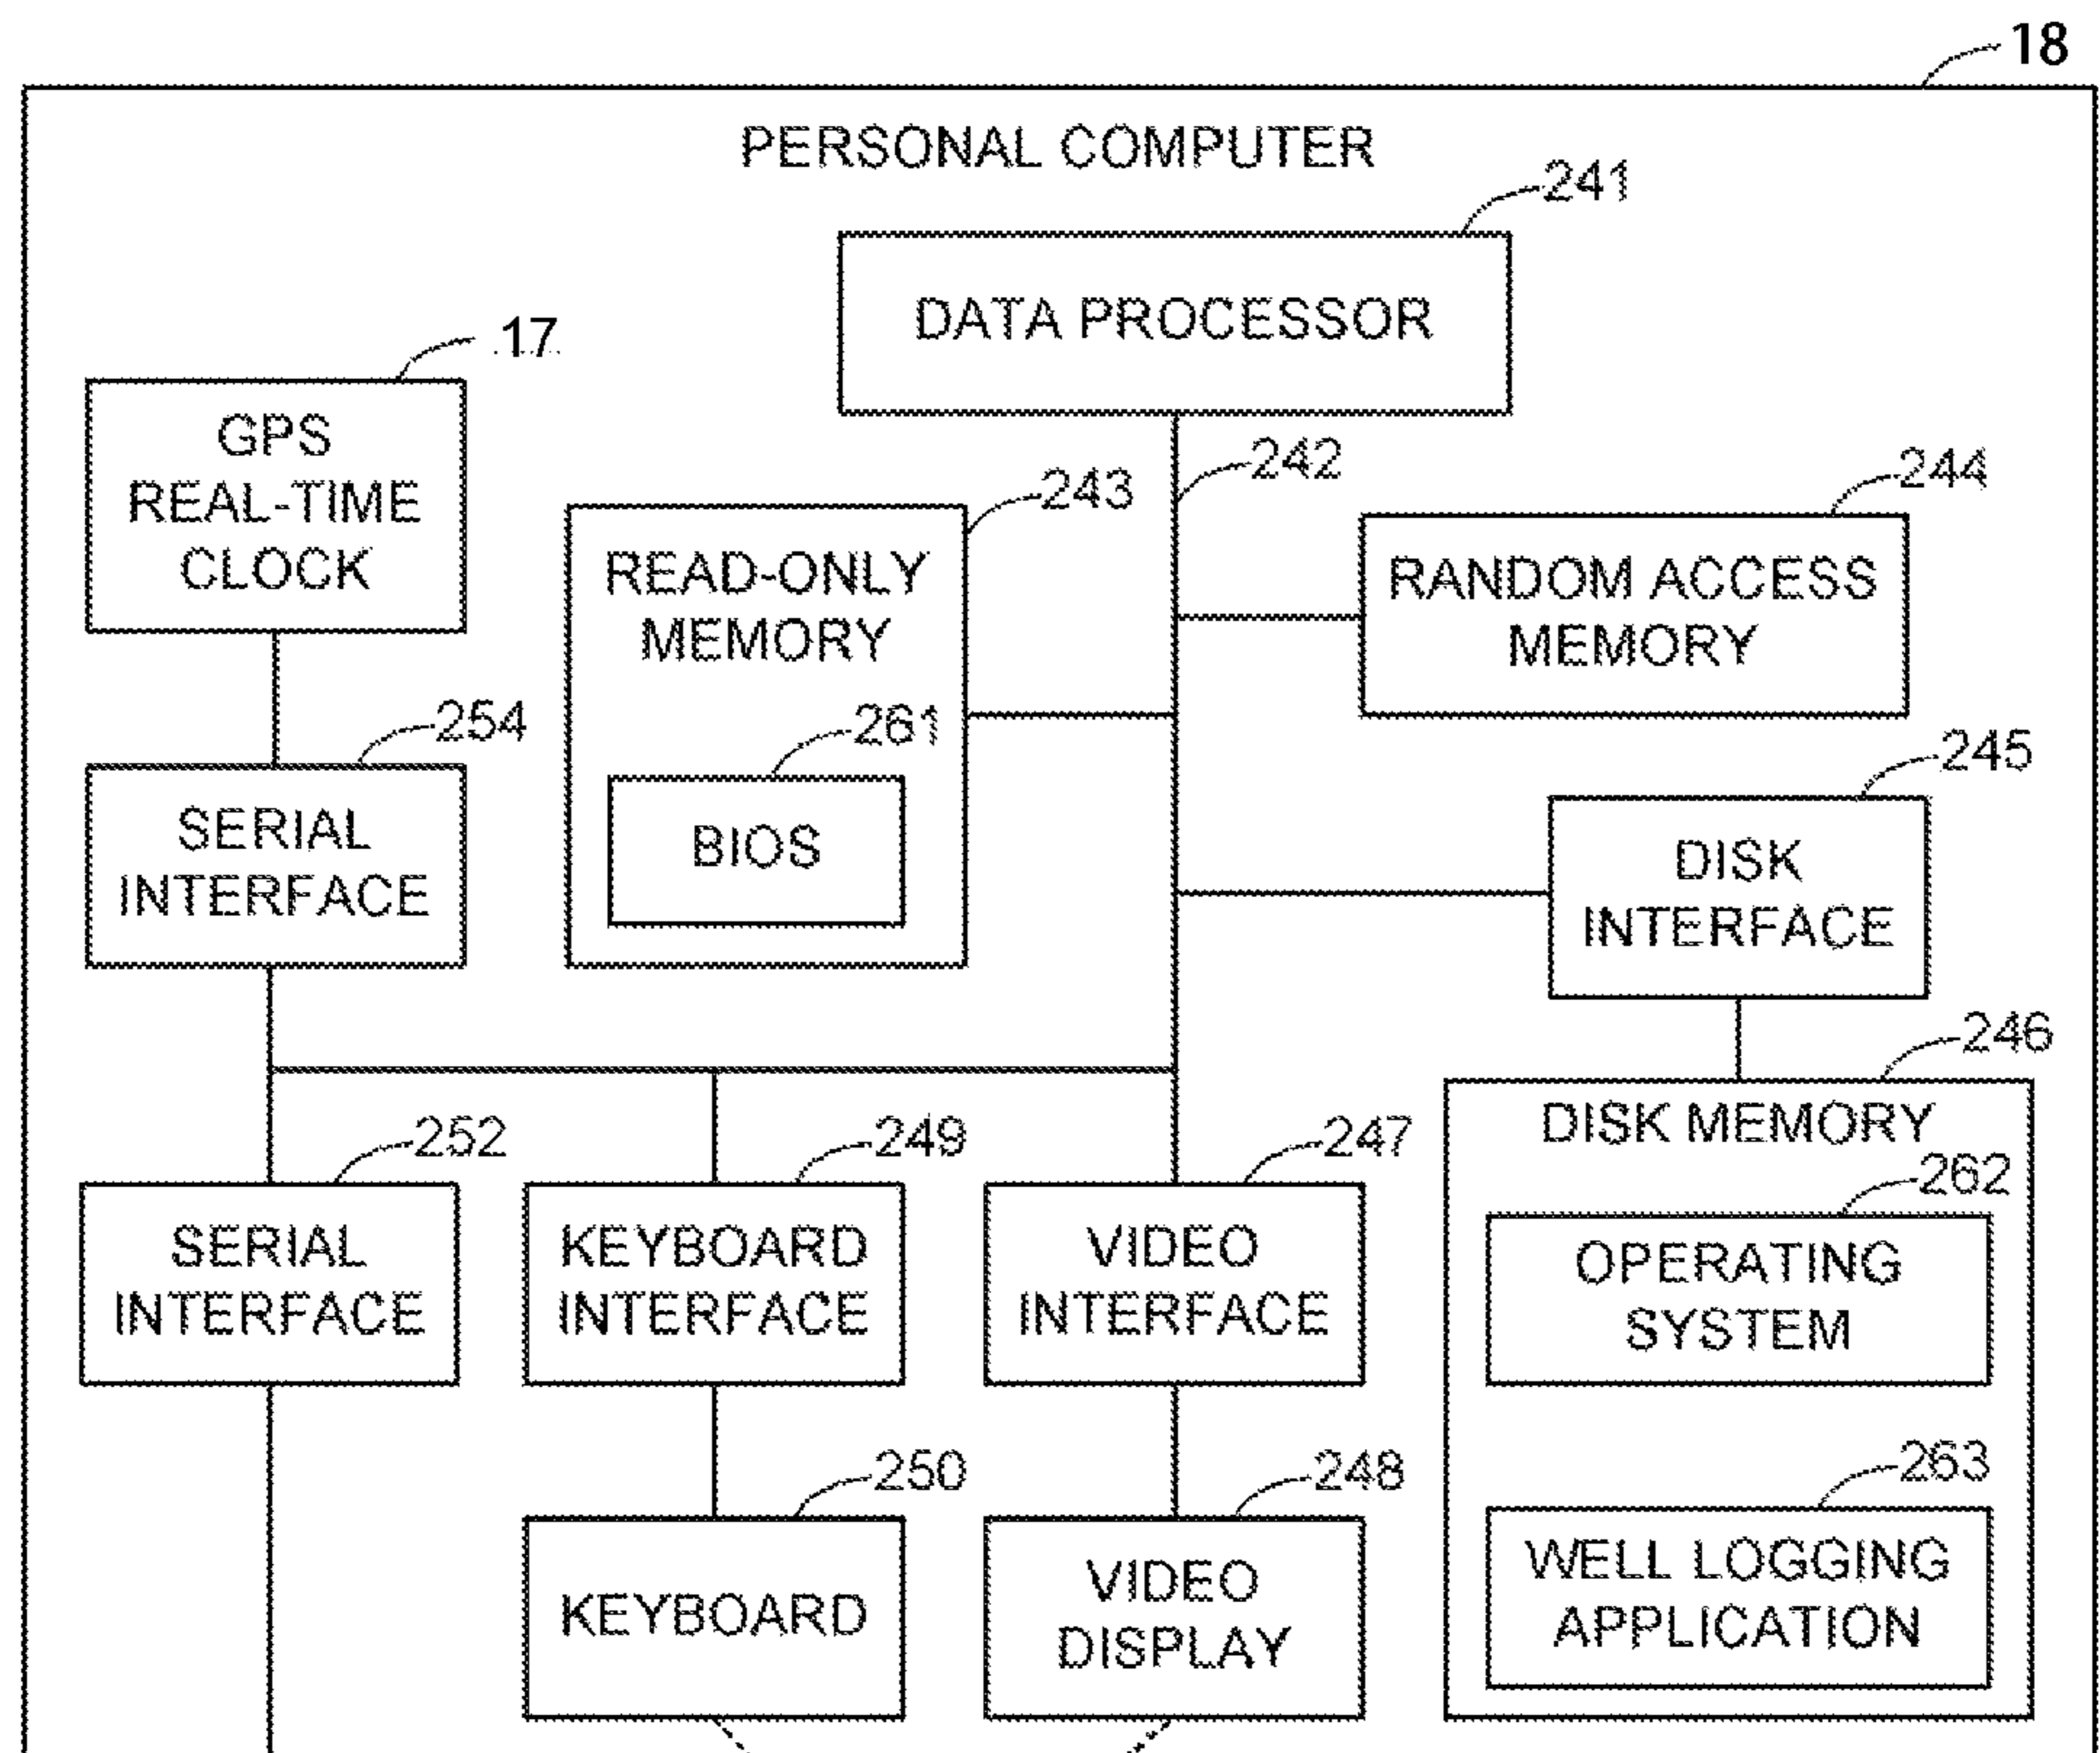 18
PERSONAL COMPUTER
241
DATA PROCESSOR
17
GPS
REAL-TIME
CLOCK
242
243
READ-ONLY
MEMORY
244
RANDOM ACCESS
MEMORY
254
SERIAL
INTERFACE
261
BIOS
245
DISK
INTERFACE
246
DISK MEMORY
252
SERIAL
INTERFACE
249
KEYBOARD
INTERFACE
247
VIDEO
INTERFACE
262
OPERATING
SYSTEM
250
KEYBOARD
248
VIDEO
DISPLAY
263
WELL LOGGING
APPLICATION